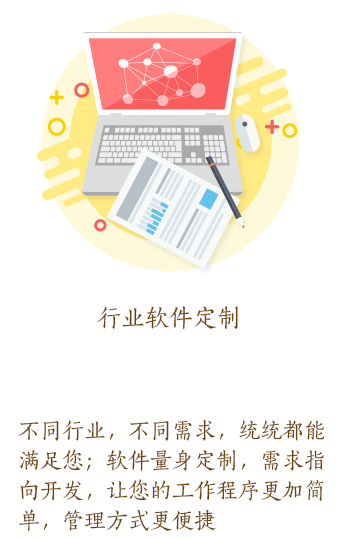 行业软件定制
不同行业，不同需求，统统都能
满足您；软件量身定制，需求指
向开发，让您的工作程序更加简
单，管理方式更便捷